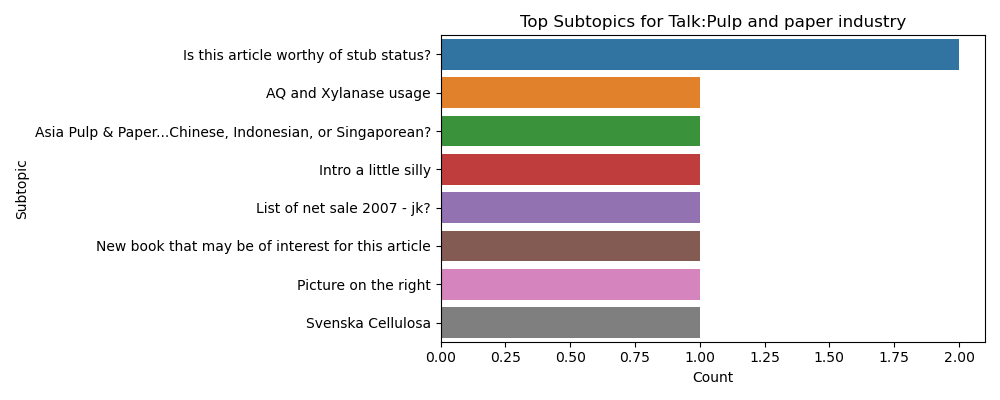 Top Subtopics for Talk:Pulp and paper industry
Subtopic
Is this article worthy of stub status?
AQ and Xylanase usage
Asia Pulp & Paper...Chinese, Indonesian, or Singaporean?
Intro a little silly
List of net sale 2007 - jk?
New book that may be of interest for this article
Picture on the right
Svenska Cellulosa
0.00 0.25 0.50 0.75 1.00 1.25 1.50 1.75 2.00
Count